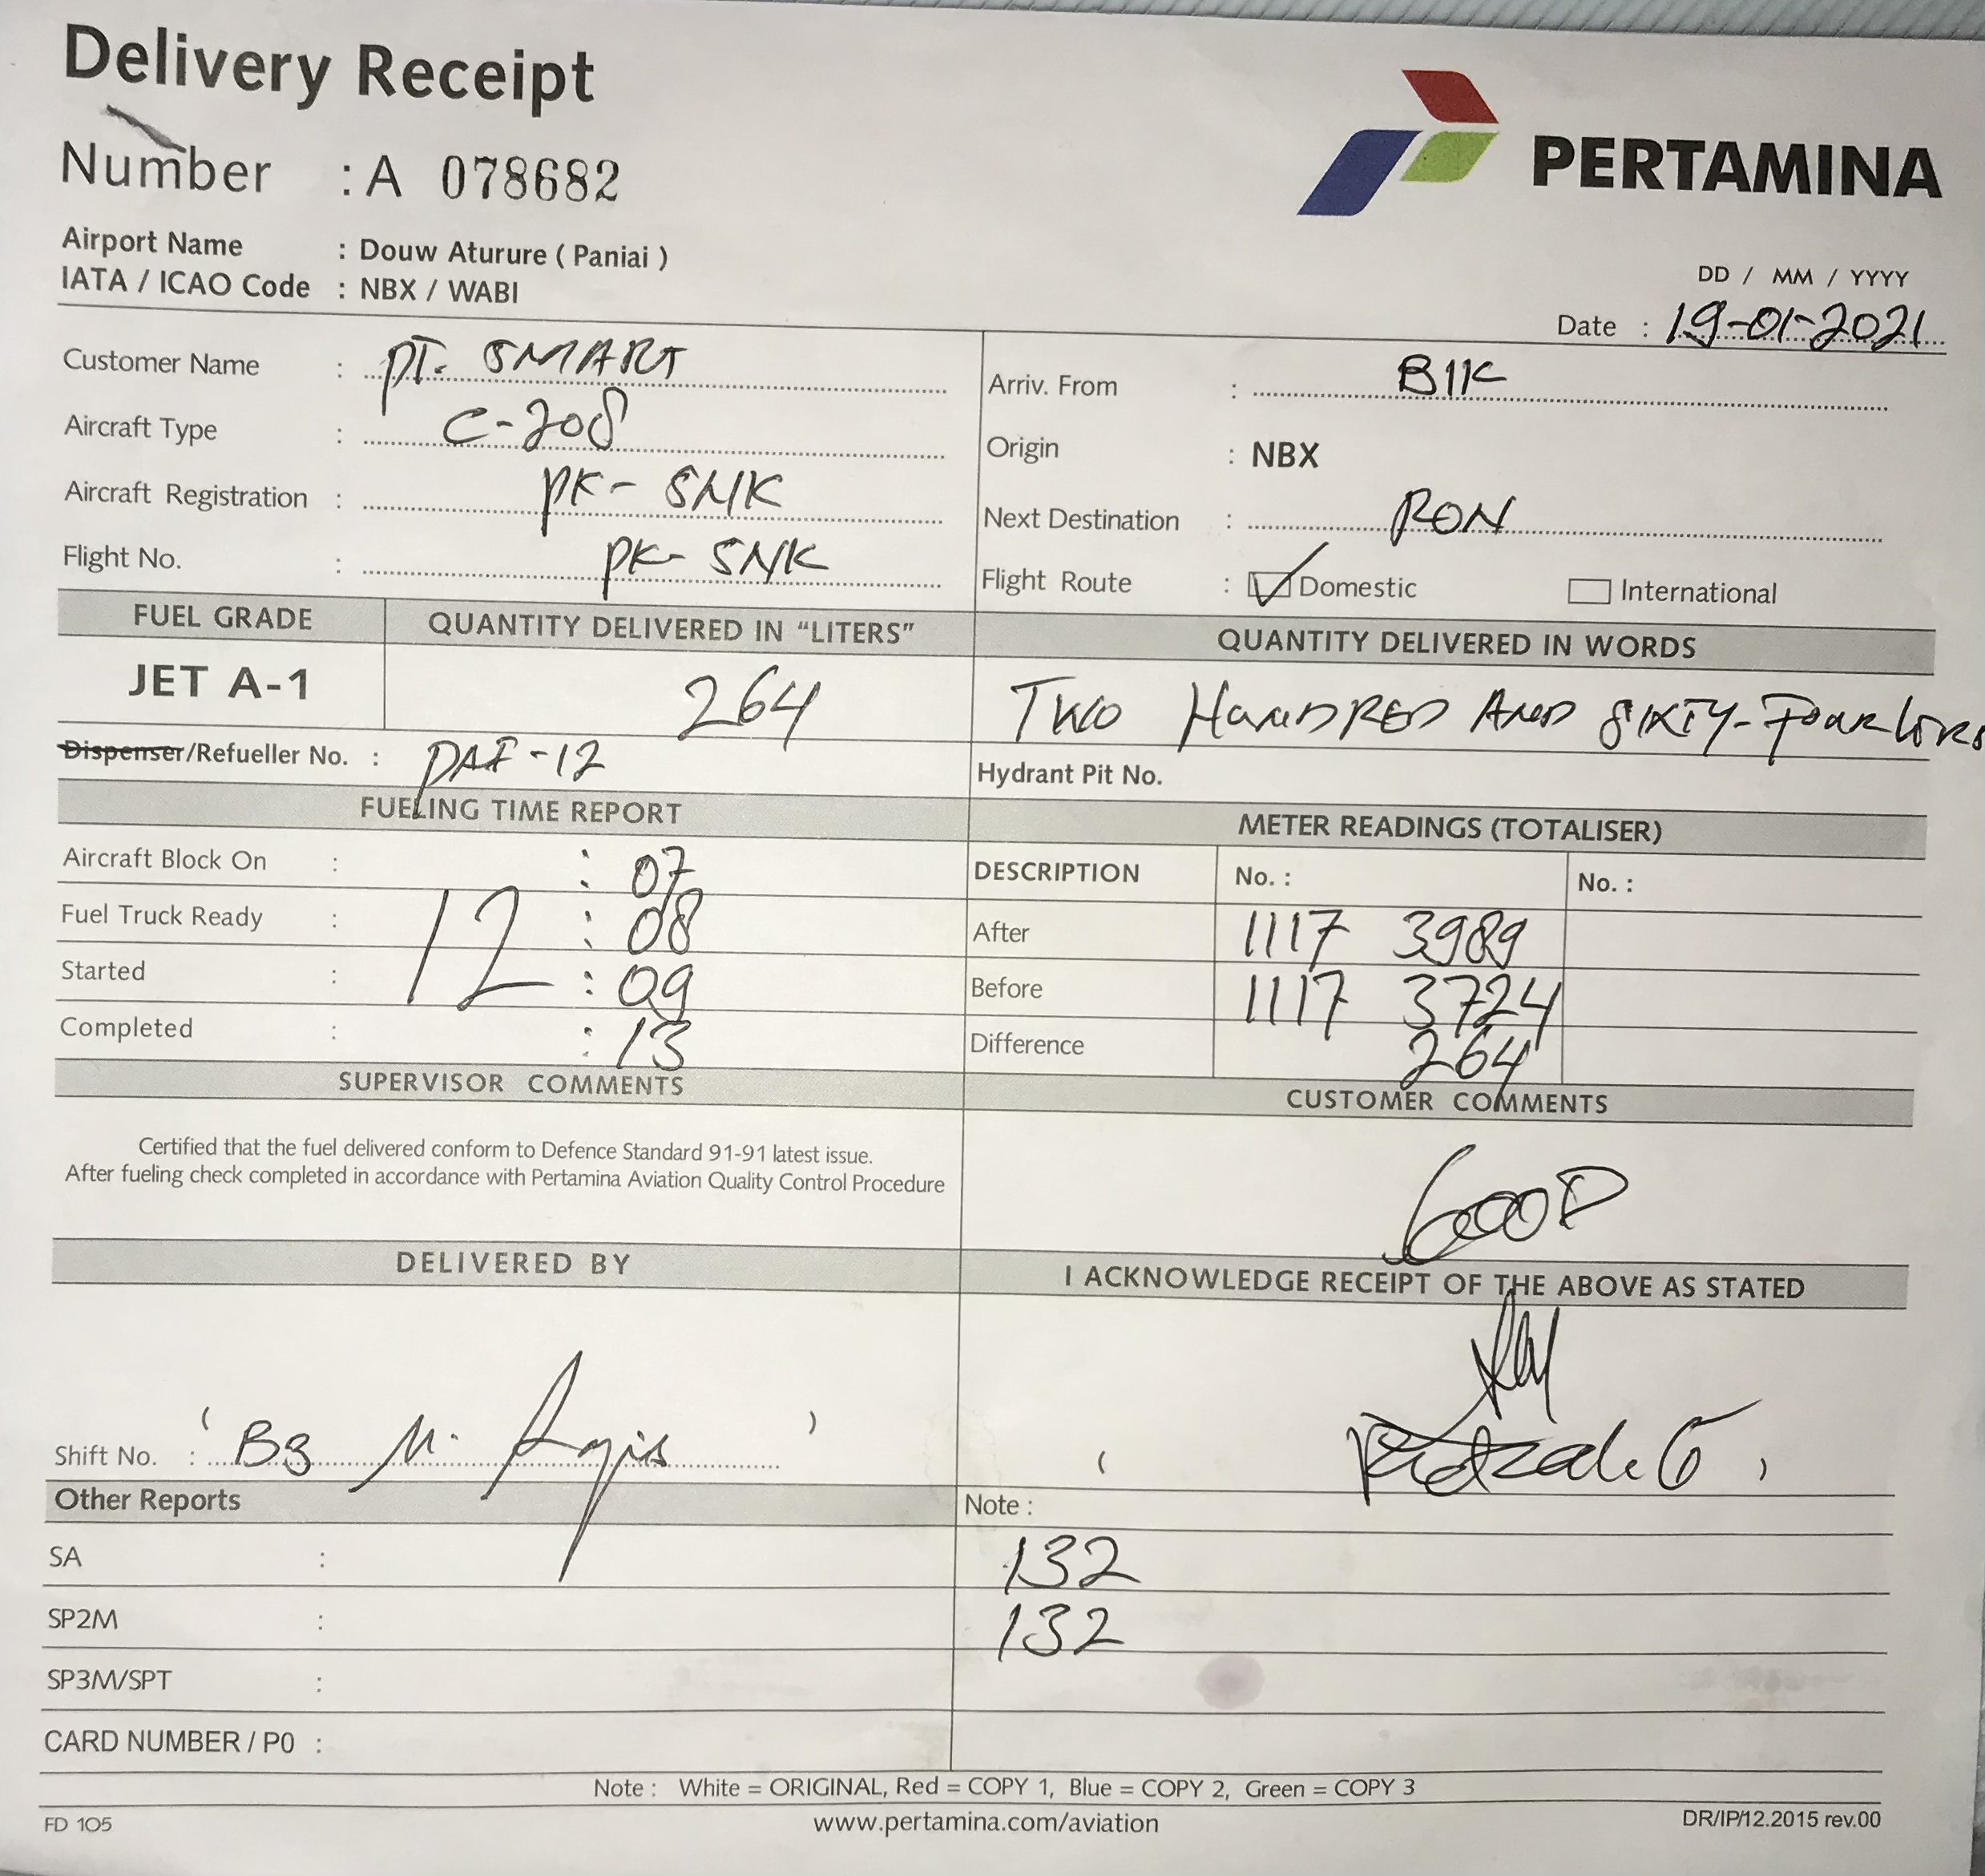 Delivery Receipt
PERTAMINA
Number : A 078682
Airport Name : Douw Aturure ( Paniai )
IATA / ICAO Code : NBX / WABI
DD / MM / YYYY
Date : 19-01-2021
Customer Name : PT. SMART
Aircraft Type : C-208
Aircraft Registration : PK- SNK
Flight No. : PK- SNK
Arriv. From : BIK
Origin : NBX
Next Destination : RON
Flight Route : Domestic International
FUEL GRADE QUANTITY DELIVERED IN "LITERS" QUANTITY DELIVERED IN WORDS
JET A-1 264 TWO HUNDRED AND SIXTY-FOUR
Dispenser/Refueller No. : DAF-12
Hydrant Pit No.
FUELING TIME REPORT
Aircraft Block On : : 07
Fuel Truck Ready : 12 : 08
Started : : 09
Completed : : 13
METER READINGS (TOTALISER)
DESCRIPTION No. : No. :
After 1117 3989
Before 1117 3724
Difference 264
SUPERVISOR COMMENTS
Certified that the fuel delivered conform to Defence Standard 91-91 latest issue.
After fueling check completed in accordance with Pertamina Aviation Quality Control Procedure
CUSTOMER COMMENTS
GOOD
DELIVERED BY
I ACKNOWLEDGE RECEIPT OF THE ABOVE AS STATED
( )
Shift No. : B3 M.
( )
Other Reports
Note :
SA : 132
SP2M : 132
SP3M/SPT :
CARD NUMBER / P0 :
Note : White = ORIGINAL, Red = COPY 1, Blue = COPY 2, Green = COPY 3
FD 105
www.pertamina.com/aviation
DR/IP/12.2015 rev.00